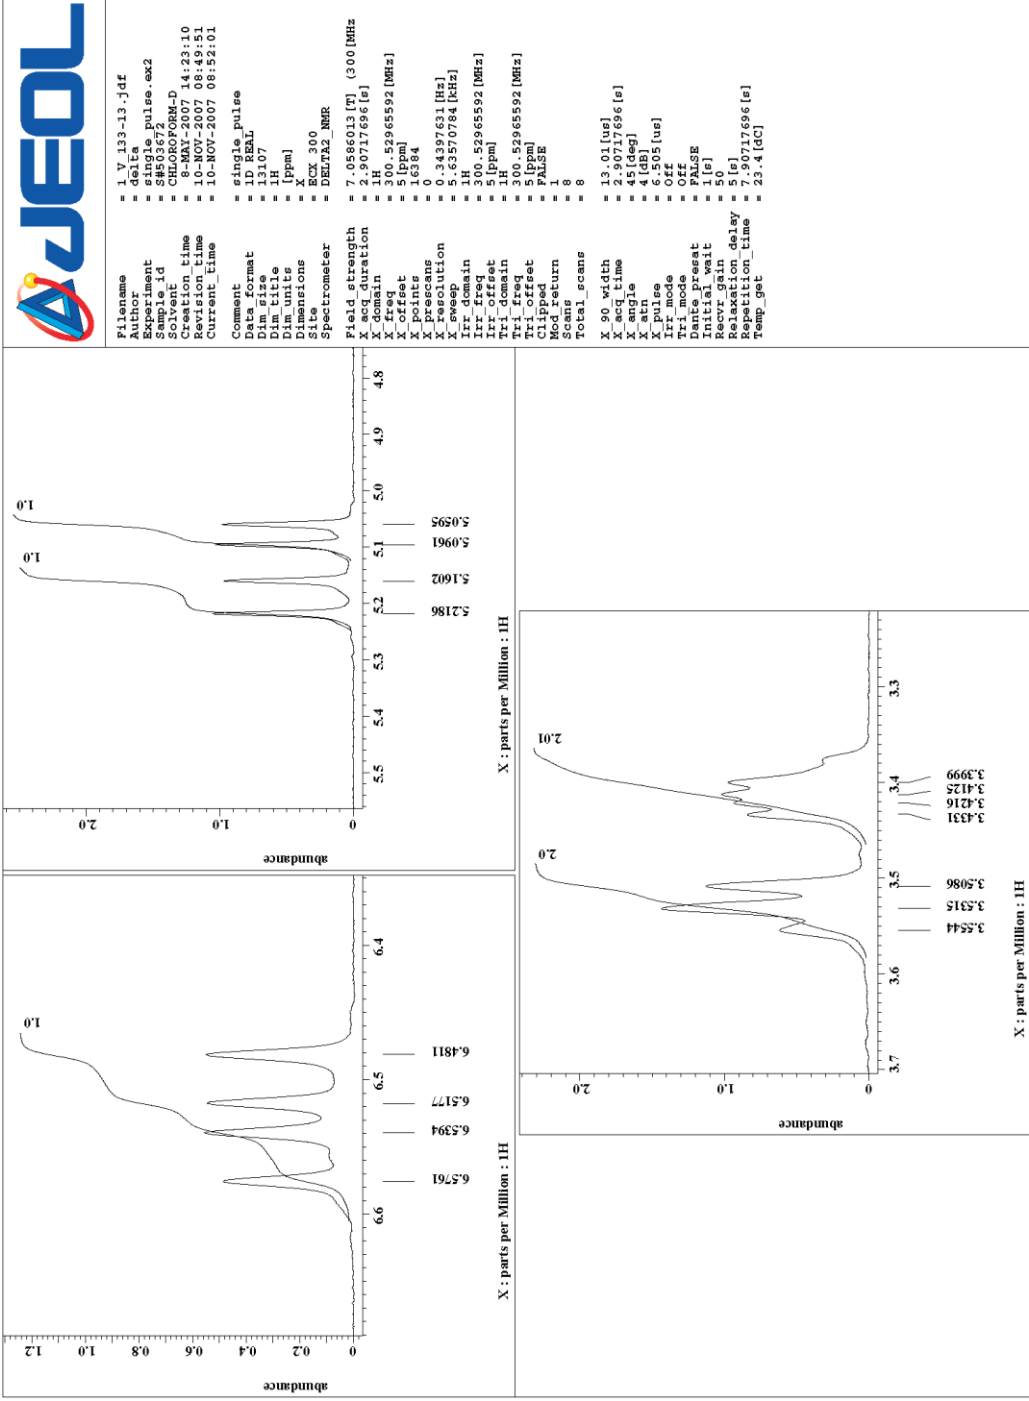 JEOL
Filename = 1_V_133-13.jdf
Author = delta
Experiment = single_pulse.ex2
Sample_id = S#503672
Solvent = CHLOROFORM-D
Creation_time = 8-MAY-2007 14:23:10
Revision_time = 10-NOV-2007 08:49:51
Current_time = 10-NOV-2007 08:52:01
Comment = single_pulse
Data_format = 1D REAL
Dim_size = 13107
Dim_title = 1H
Dim_units = [ppm]
Dimensions = X
Site = ECX 300
Spectrometer = DELTA2_NMR
Field_strength = 7.0586013[T] (300[MHz
X_acq_duration = 2.90717696[s]
X_domain = 1H
X_freq = 300.52965592[MHz]
X_offset = 5[ppm]
X_points = 16384
X_prescans = 0
X_resolution = 0.34397631[Hz]
X_sweep = 5.63570784[kHz]
Irr_domain = 1H
Irr_freq = 300.52965592[MHz]
Irr_offset = 5[ppm]
Tri_domain = 1H
Tri_freq = 300.52965592[MHz]
Tri_offset = 5[ppm]
Clipped = FALSE
Mod_return = 1
Scans = 8
Total_scans = 8
X_90_width = 13.01[us]
X_acq_time = 2.90717696[s]
X_angle = 45[deg]
X_atn = 4[dB]
X_pulse = 6.505[us]
Irr_mode = Off
Tri_mode = Off
Dante_presat = FALSE
Initial_wait = 1[s]
Recvr_gain = 50
Relaxation_delay = 5[s]
Repetition_time = 7.90717696[s]
Temp_get = 23.4[dC]
abundance
0 0.2 0.4 0.6 0.8 1.0 1.2
1.0
6.6 6.5 6.4
6.5761 6.5394 6.5177 6.4811
X : parts per Million : 1H
abundance
0 1.0 2.0
1.0 1.0
5.5 5.4 5.3 5.2 5.1 5.0 4.9 4.8
5.2186 5.1602 5.0961 5.0595
X : parts per Million : 1H
abundance
0 1.0 2.0
2.0 2.01
3.7 3.6 3.5 3.4 3.3
3.5544 3.5315 3.5086 3.4331 3.4216 3.4125 3.3999
X : parts per Million : 1H